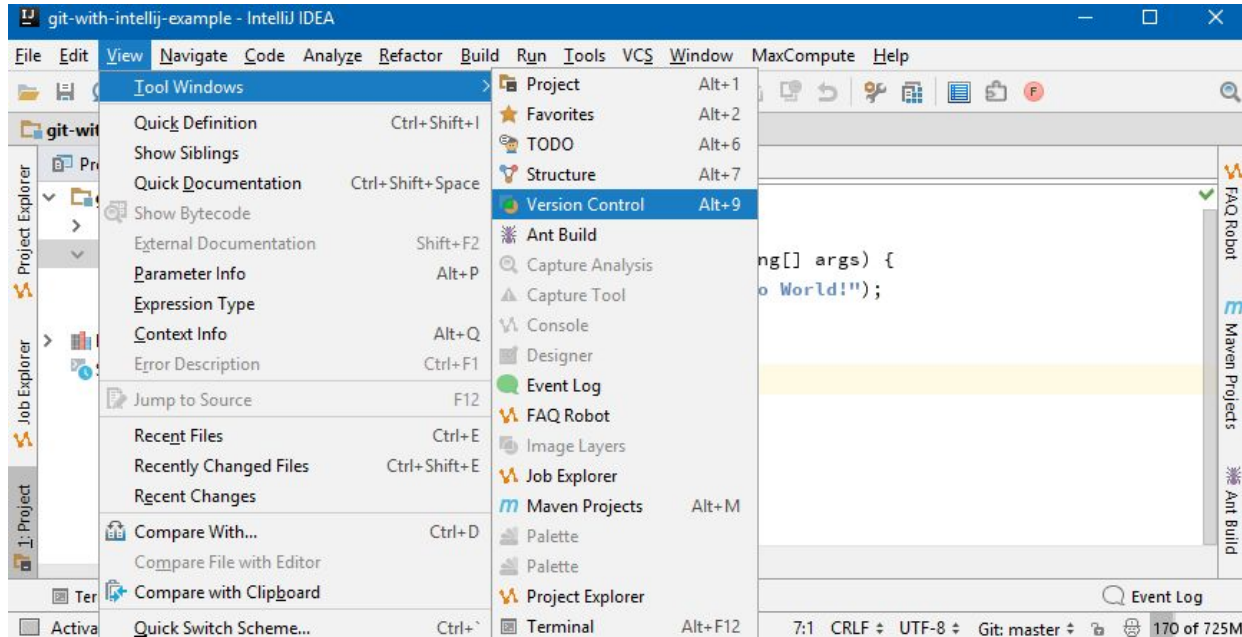 git-with-intellij-example - IntelliJ IDEA
File Edit View Navigate Code Analyze Refactor Build Run Tools VCS Window MaxCompute Help
Tool Windows
Quick Definition Ctrl+Shift+I
Show Siblings
Quick Documentation Ctrl+Shift+Space
Show Bytecode
External Documentation Shift+F2
Parameter Info Alt+P
Expression Type
Context Info Alt+Q
Error Description Ctrl+F1
Jump to Source F12
Recent Files Ctrl+E
Recently Changed Files Ctrl+Shift+E
Recent Changes
Compare With... Ctrl+D
Compare File with Editor
Compare with Clipboard
Quick Switch Scheme... Ctrl+`
Project Alt+1
Favorites Alt+2
TODO Alt+6
Structure Alt+7
Version Control Alt+9
Ant Build
Capture Analysis
Capture Tool
Console
Designer
Event Log
FAQ Robot
Image Layers
Job Explorer
Maven Projects Alt+M
Palette
Palette
Project Explorer
Terminal Alt+F12
git-wit
Pr
Project Explorer
Job Explorer
1: Project
ng[] args) {
o World!");
FAQ Robot
Maven Projects
Ant Build
Ter
Event Log
Activa
7:1 CRLF UTF-8 Git: master 170 of 725M